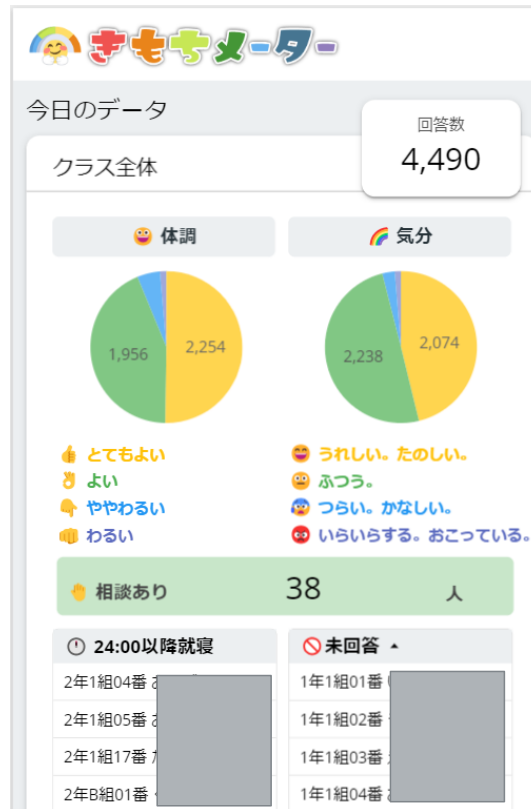 きもちメーター
今日のデータ
回答数
4,490
クラス全体
体調
気分
1,956
2,254
2,238
2,074
とてもよい
よい
ややわるい
わるい
うれしい。たのしい。
ふつう。
つらい。かなしい。
いらいらする。おこっている。
相談あり 38 人
24:00以降就寝
2年1組04番
2年1組05番
2年1組17番
2年B組01番
未回答
1年1組01番
1年1組02番
1年1組03番
1年1組04番